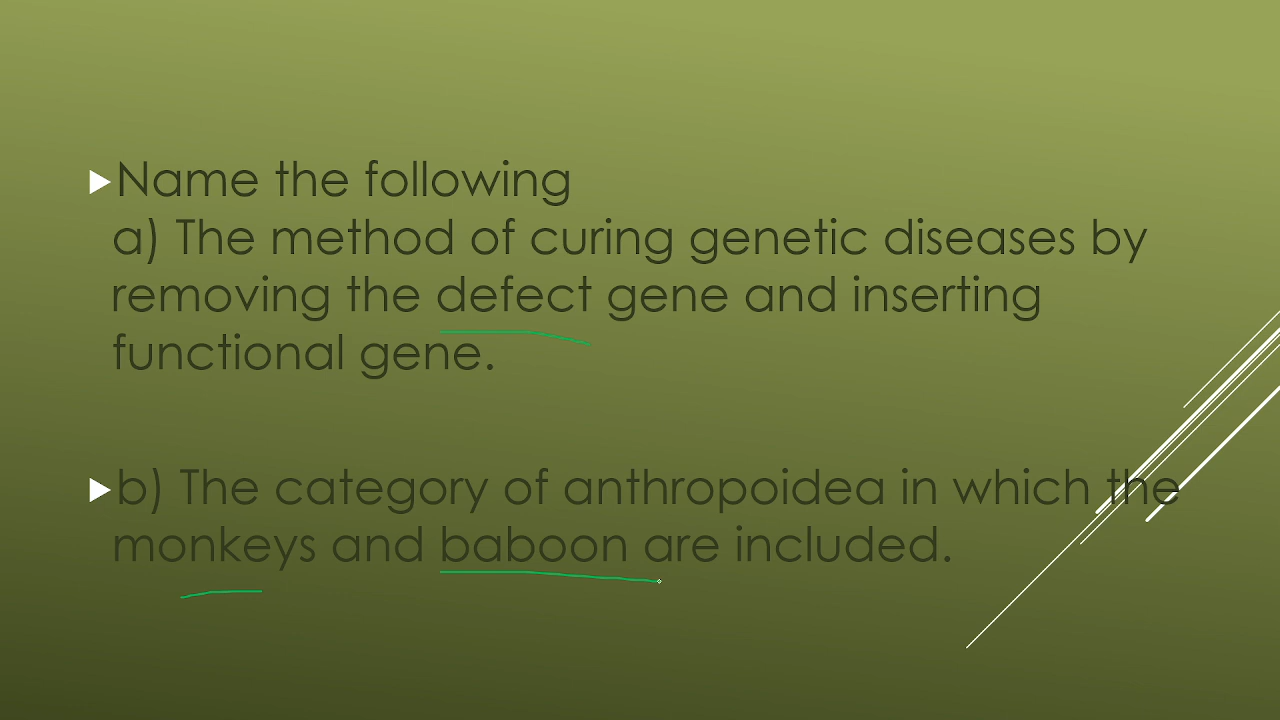 Name the following
a) The method of curing genetic diseases by
removing the defect gene and inserting
functional gene.
b) The category of anthropoidea in which the
monkeys and baboon are included.